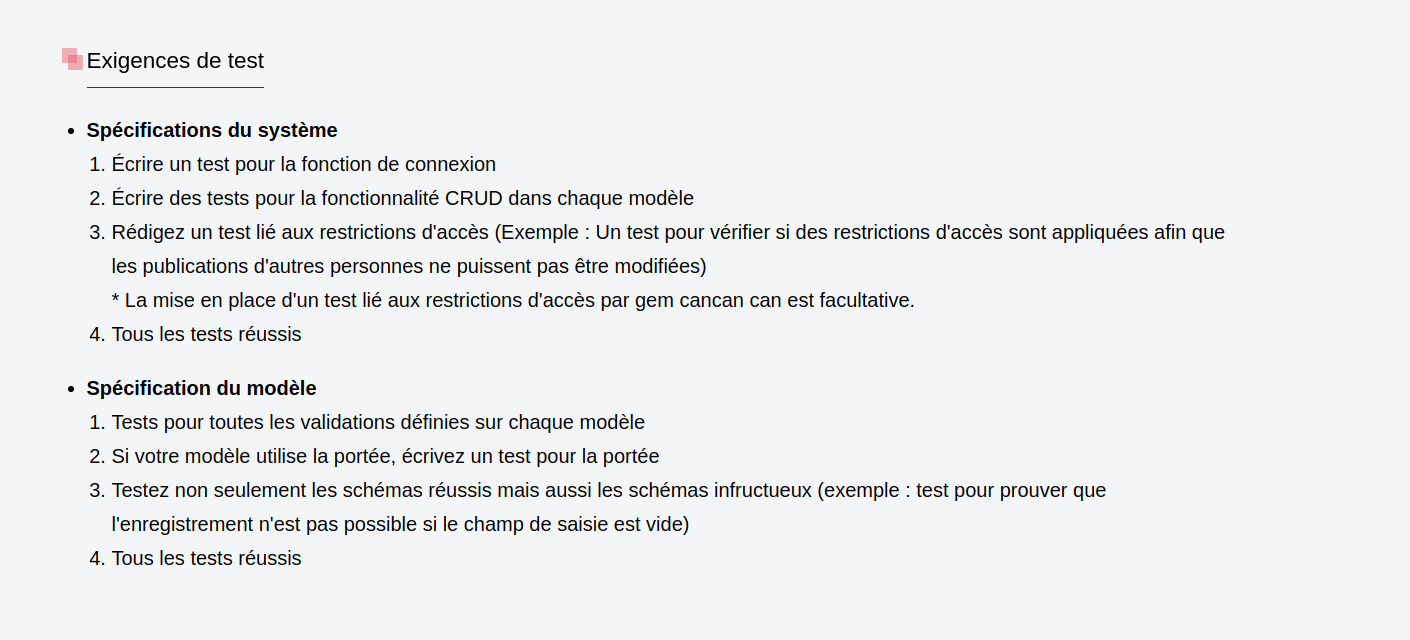 Exigences de test
Spécifications du système
1. Écrire un test pour la fonction de connexion
2. Écrire des tests pour la fonctionnalité CRUD dans chaque modèle
3. Rédigez un test lié aux restrictions d'accès (Exemple : Un test pour vérifier si des restrictions d'accès sont appliquées afin que
les publications d'autres personnes ne puissent pas être modifiées)
* La mise en place d'un test lié aux restrictions d'accès par gem cancan can est facultative.
4. Tous les tests réussis
Spécification du modèle
1. Tests pour toutes les validations définies sur chaque modèle
2. Si votre modèle utilise la portée, écrivez un test pour la portée
3. Testez non seulement les schémas réussis mais aussi les schémas infructueux (exemple : test pour prouver que
l'enregistrement n'est pas possible si le champ de saisie est vide)
4. Tous les tests réussis